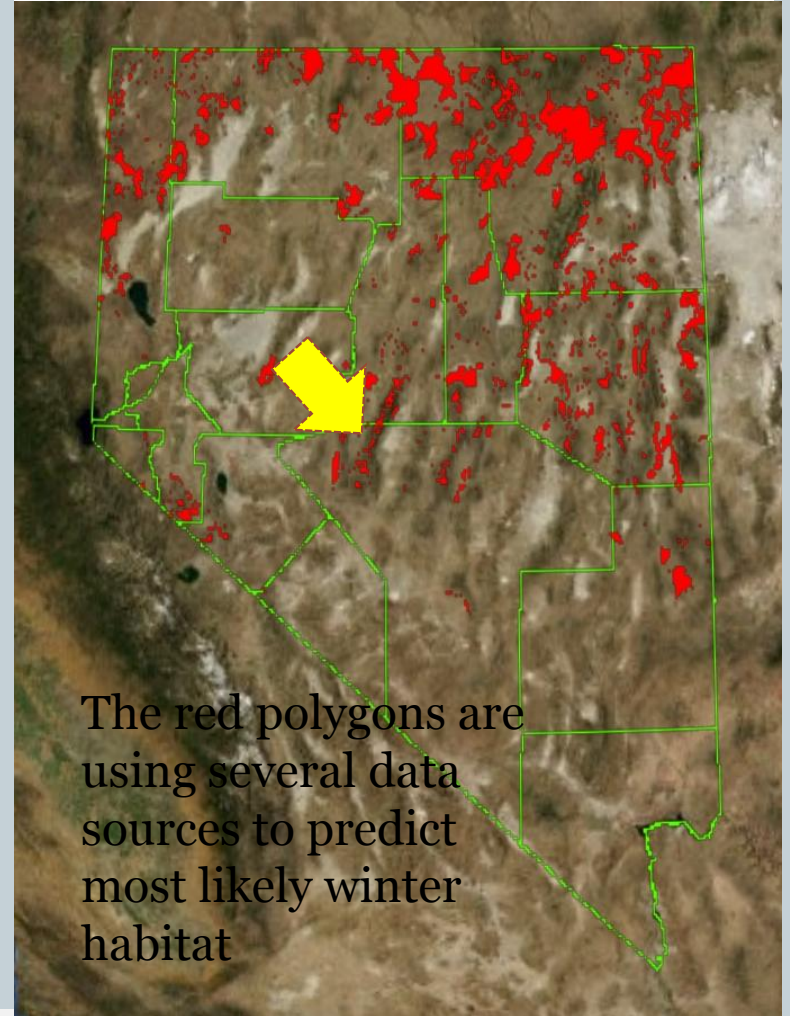 The red polygons are
using several data
sources to predict
most likely winter
habitat